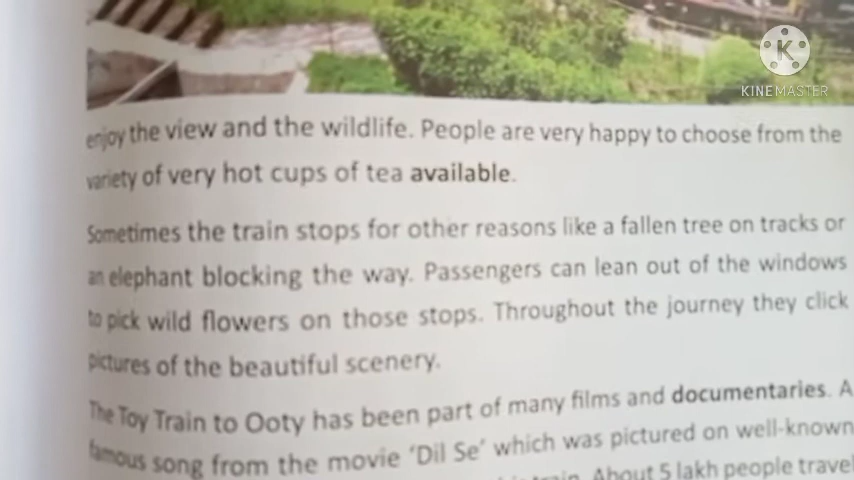 KINEMASTER
enjoy the view and the wildlife. People are very happy to choose from the
variety of very hot cups of tea available.
Sometimes the train stops for other reasons like a fallen tree on tracks or
an elephant blocking the way. Passengers can lean out of the windows
to pick wild flowers on those stops. Throughout the journey they click
pictures of the beautiful scenery.
The Toy Train to Ooty has been part of many films and documentaries. A
famous song from the movie ‘Dil Se’ which was pictured on well-known
train. About 5 lakh people travel